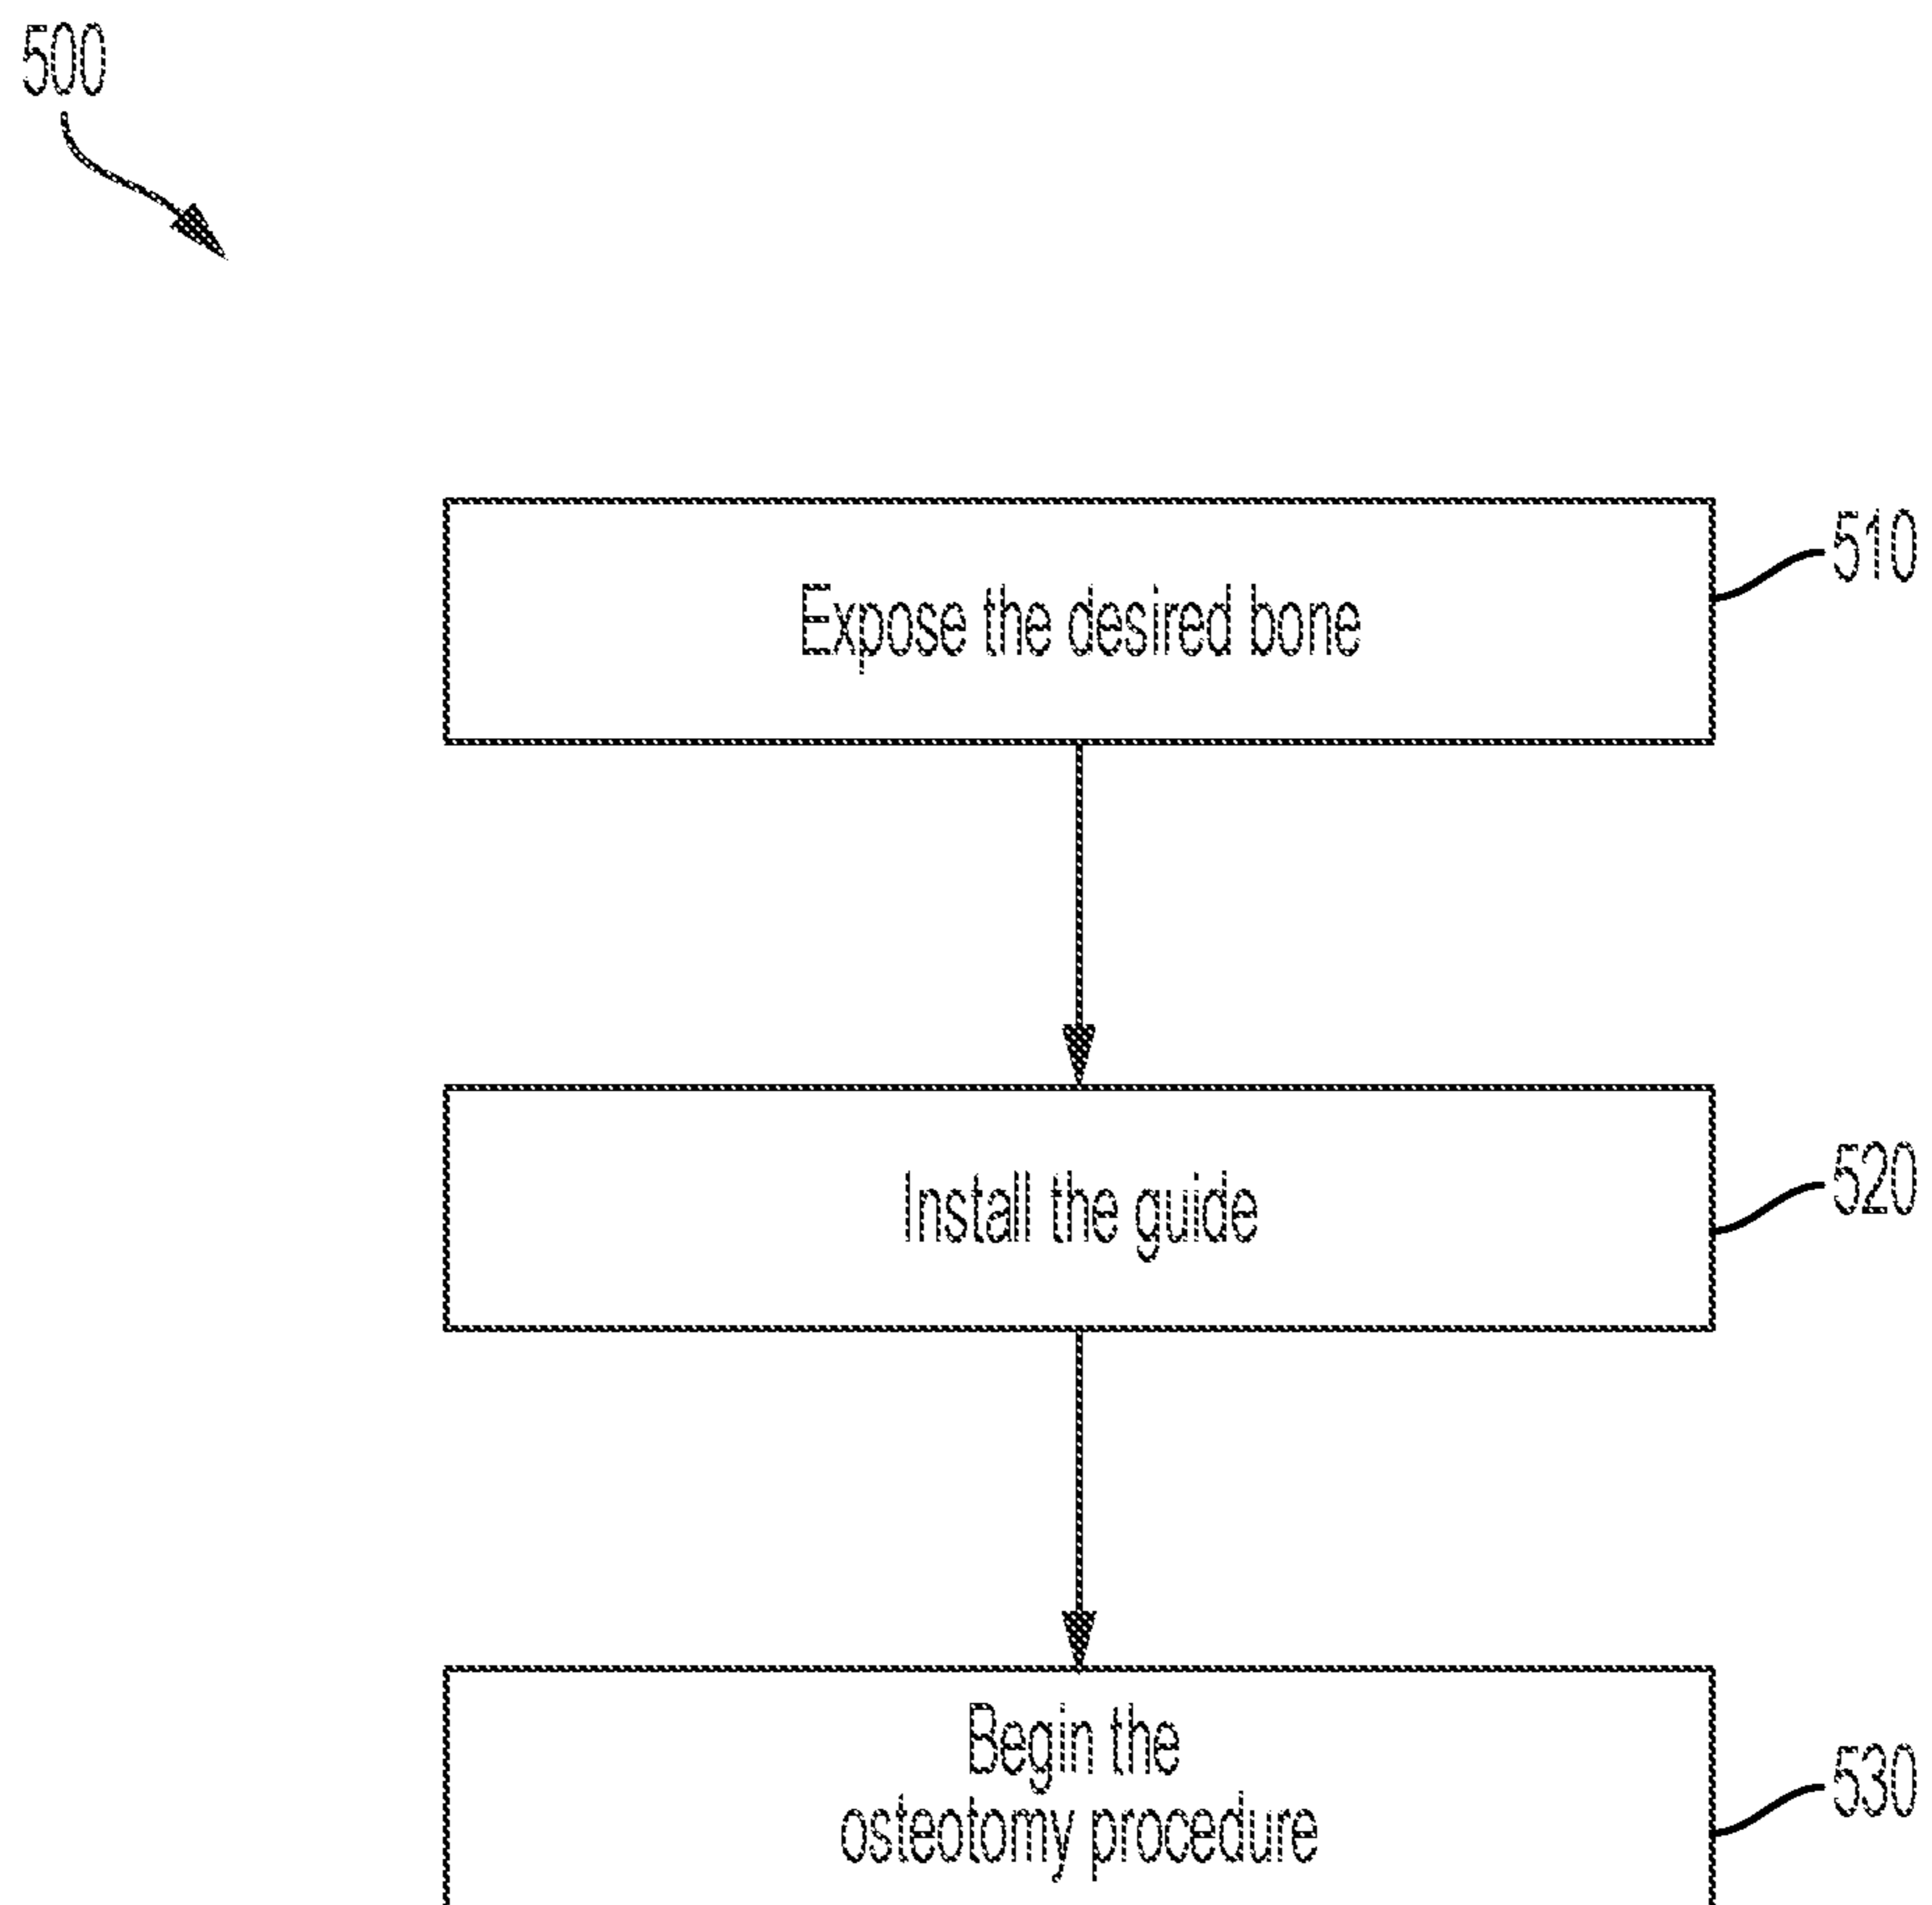 500
Expose the desired bone
510
Install the guide
520
Begin the
osteotomy procedure
530